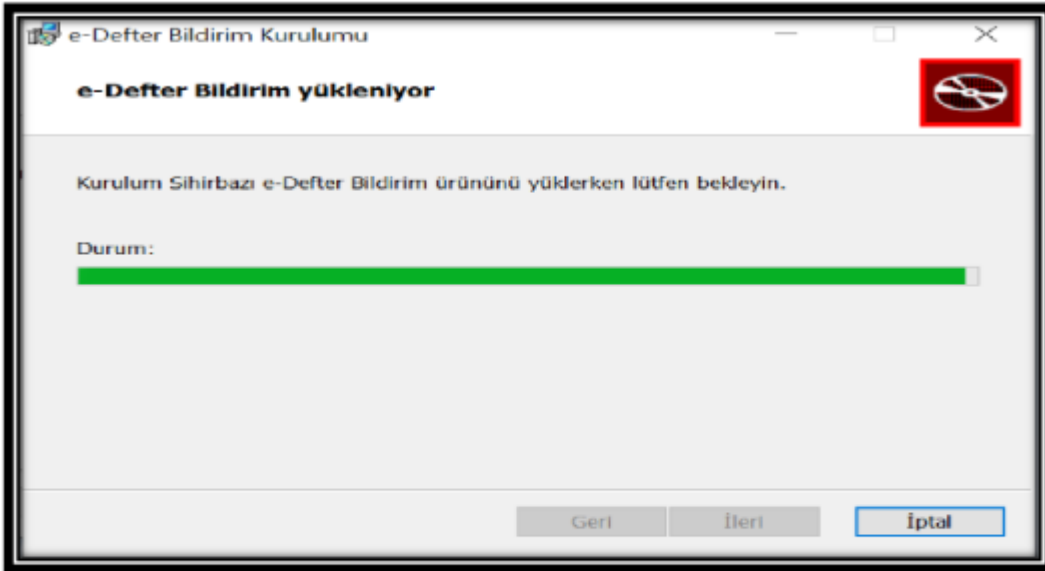 e-Defter Bildirim Kurulumu
e-Defter Bildirim yükleniyor
Kurulum Sihirbazı e-Defter Bildirim ürününü yüklerken lütfen bekleyin.
Durum:
Geri İleri İptal